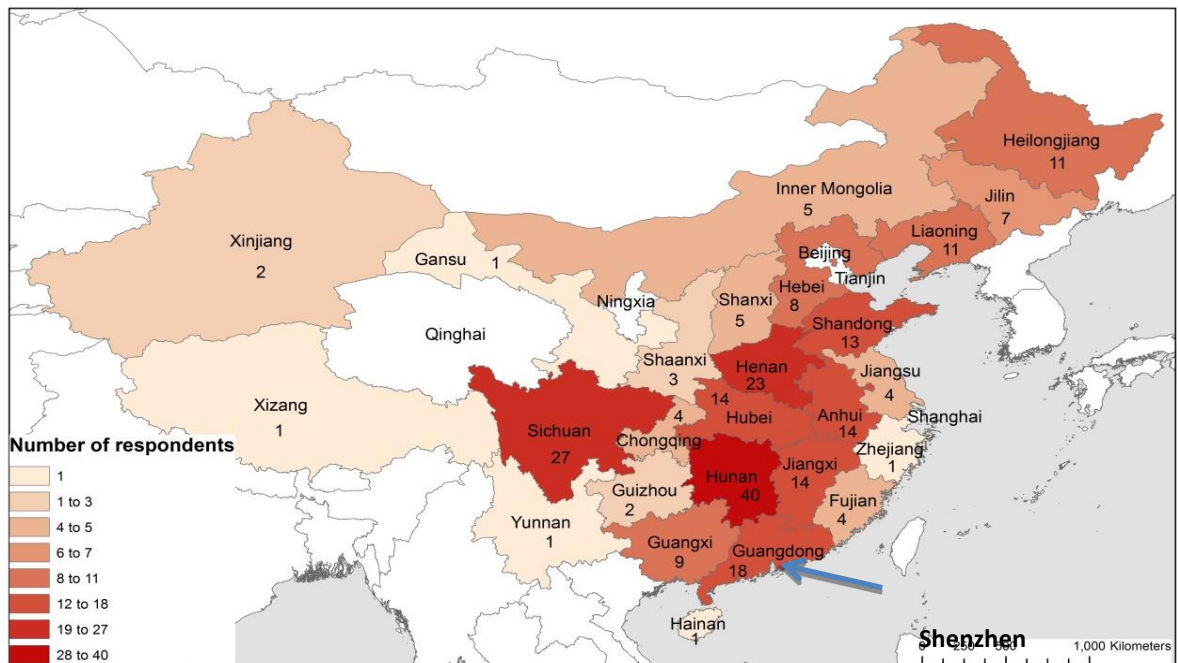 Heilongjiang
11
Inner Mongolia
5
Jilin
7
Liaoning
11
Xinjiang
2
Gansu 1
Beijing
Tianjin
Hebei
8
Ningxia
Shanxi
5
Shandong
13
Qinghai
Shaanxi
3
Henan
23
Jiangsu
4
Xizang
1
14
Hubei
Anhui
14
Shanghai
Sichuan
27
4
Chongqing
Zhejiang
1
Hunan
40
Jiangxi
14
Guizhou
2
Fujian
4
Yunnan
1
Guangxi
9
Guangdong
18
Hainan
1
Number of respondents
1
1 to 3
4 to 5
6 to 7
8 to 11
12 to 18
19 to 27
28 to 40
Shenzhen
0 250 500 1,000 Kilometers